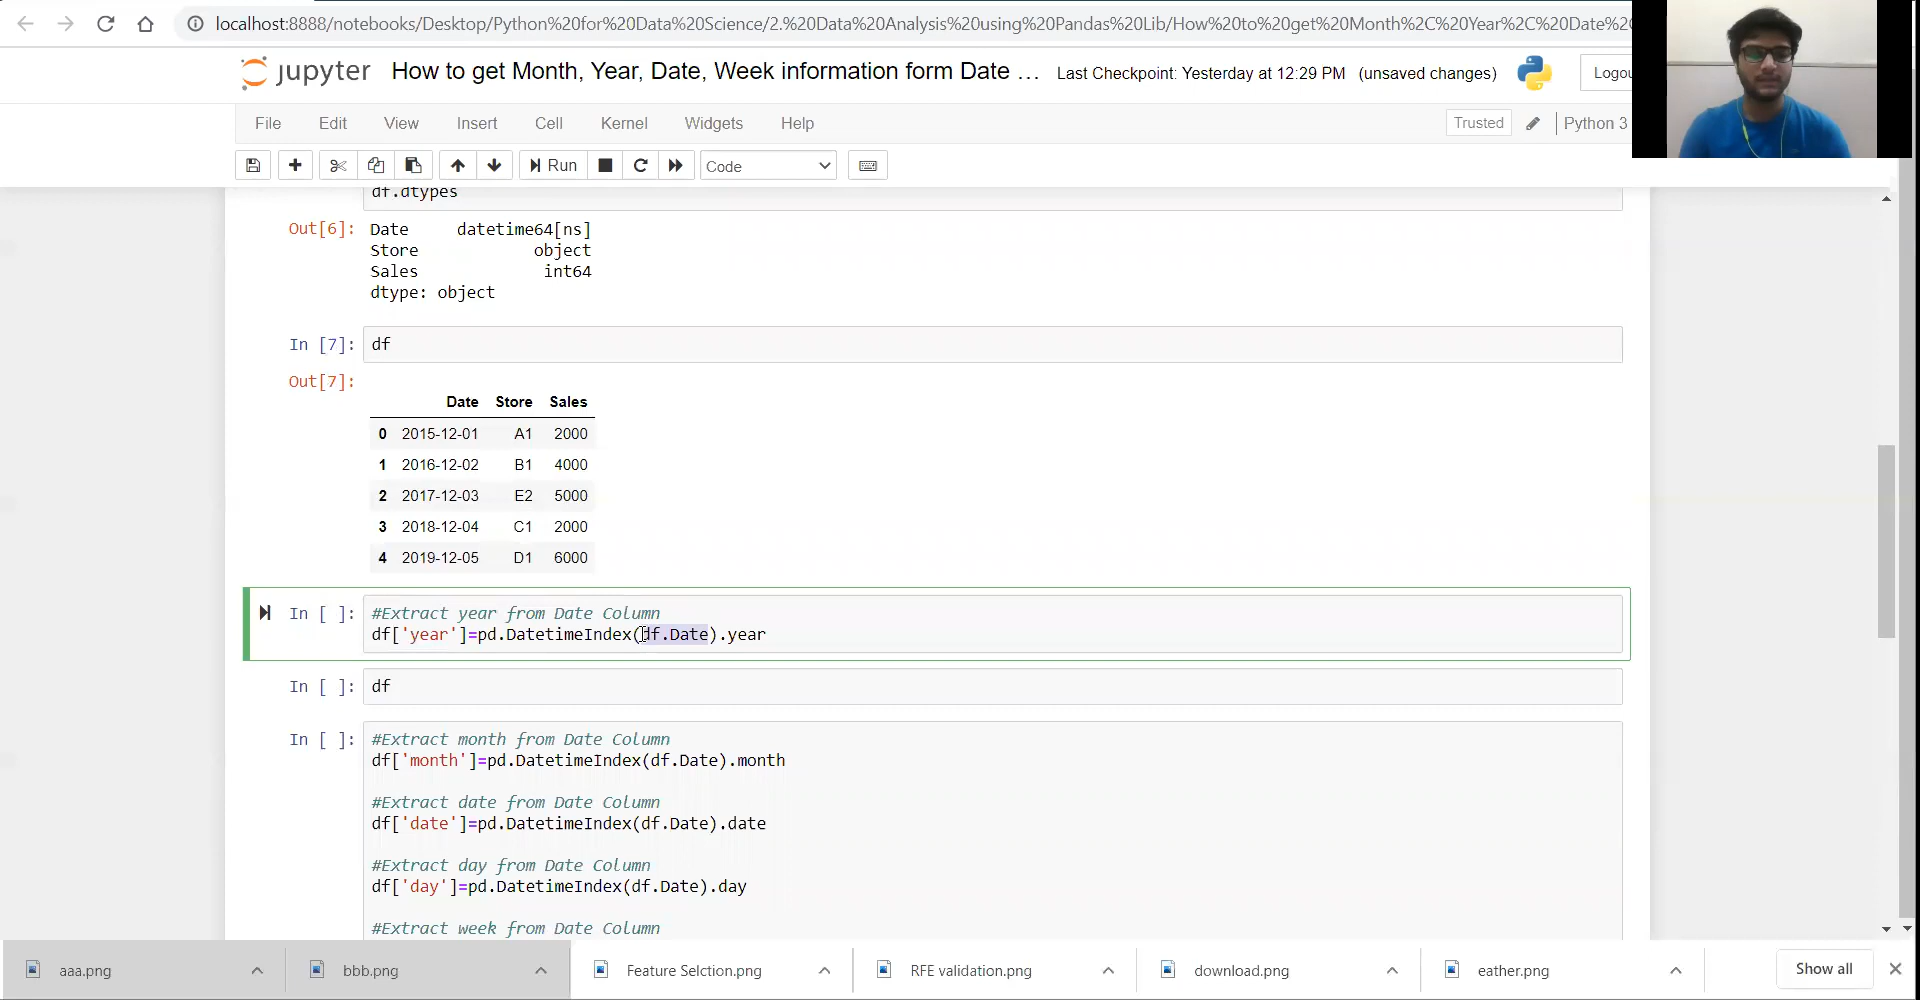 localhost:8888/notebooks/Desktop/Python%20for%20Data%20Science/2.%20Data%20Analysis%20using%20Pandas%20Lib/How%20to%20get%20Month%2C%20Year%2C%20Date%2C
jupyter How to get Month, Year, Date, Week information form Date ... Last Checkpoint: Yesterday at 12:29 PM (unsaved changes) Logou
File Edit View Insert Cell Kernel Widgets Help Trusted Python 3
Run Code
df.dtypes
Out[6]: Date datetime64[ns]
Store object
Sales int64
dtype: object
In [7]: df
Out[7]:
Date Store Sales
0 2015-12-01 A1 2000
1 2016-12-02 B1 4000
2 2017-12-03 E2 5000
3 2018-12-04 C1 2000
4 2019-12-05 D1 6000
In [ ]: #Extract year from Date Column
df['year']=pd.DatetimeIndex(df.Date).year
In [ ]: df
In [ ]: #Extract month from Date Column
df['month']=pd.DatetimeIndex(df.Date).month
#Extract date from Date Column
df['date']=pd.DatetimeIndex(df.Date).date
#Extract day from Date Column
df['day']=pd.DatetimeIndex(df.Date).day
#Extract week from Date Column
aaa.png bbb.png Feature Selction.png RFE validation.png download.png eather.png Show all